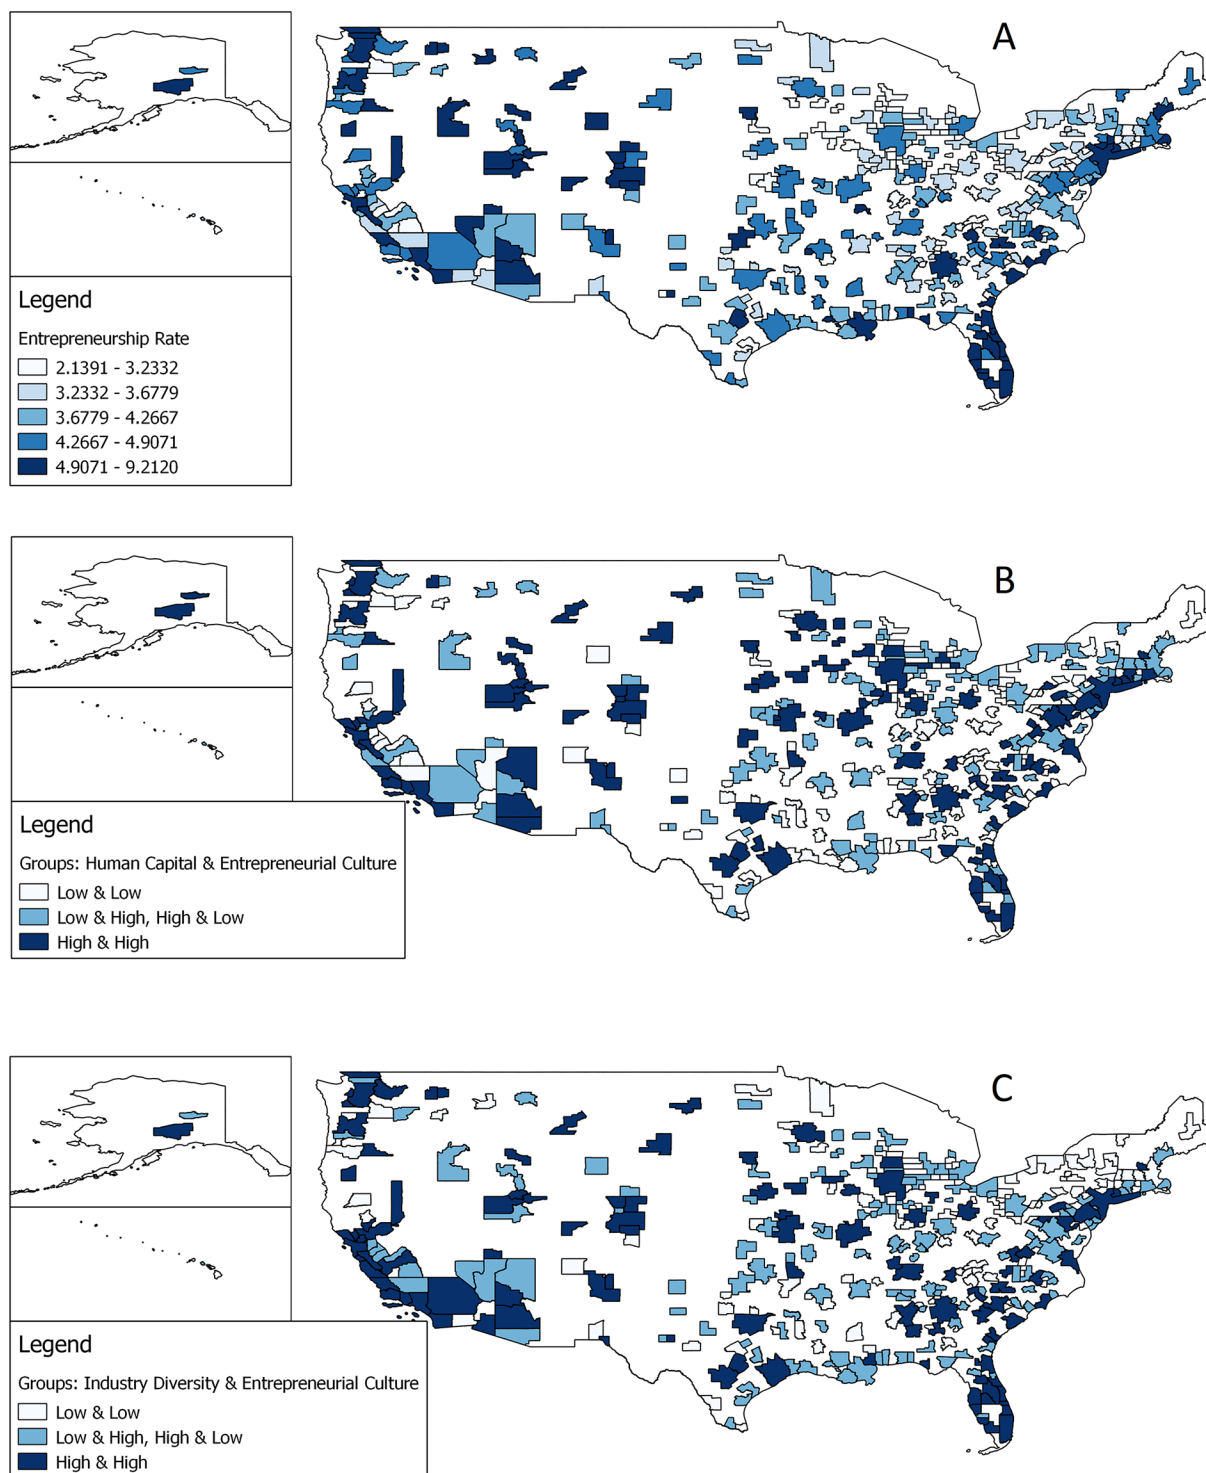 A
Legend
Entrepreneurship Rate
2.1391 - 3.2332
3.2332 - 3.6779
3.6779 - 4.2667
4.2667 - 4.9071
4.9071 - 9.2120
B
Legend
Groups: Human Capital & Entrepreneurial Culture
Low & Low
Low & High, High & Low
High & High
C
Legend
Groups: Industry Diversity & Entrepreneurial Culture
Low & Low
Low & High, High & Low
High & High